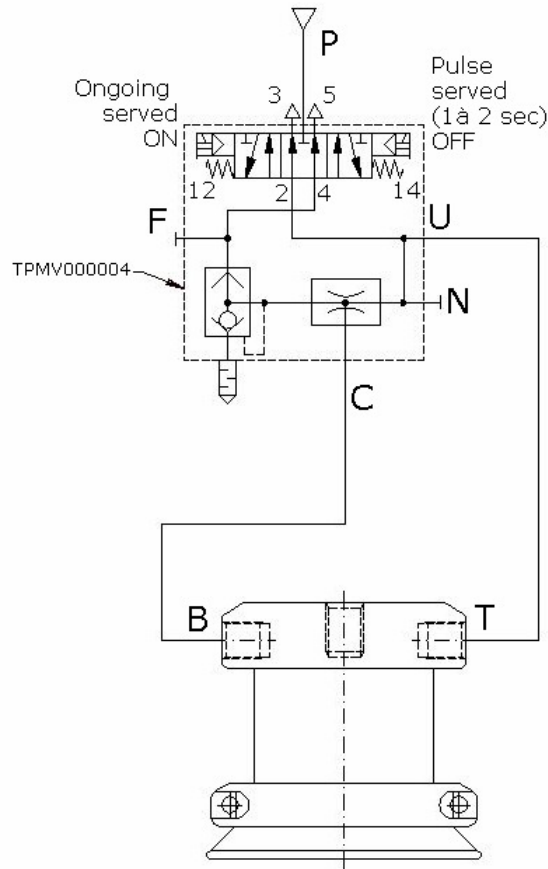 P
Ongoing
served
ON
Pulse
served
(1à 2 sec)
OFF
3
5
12
2
4
14
F
U
TPMV000004
N
C
B
T